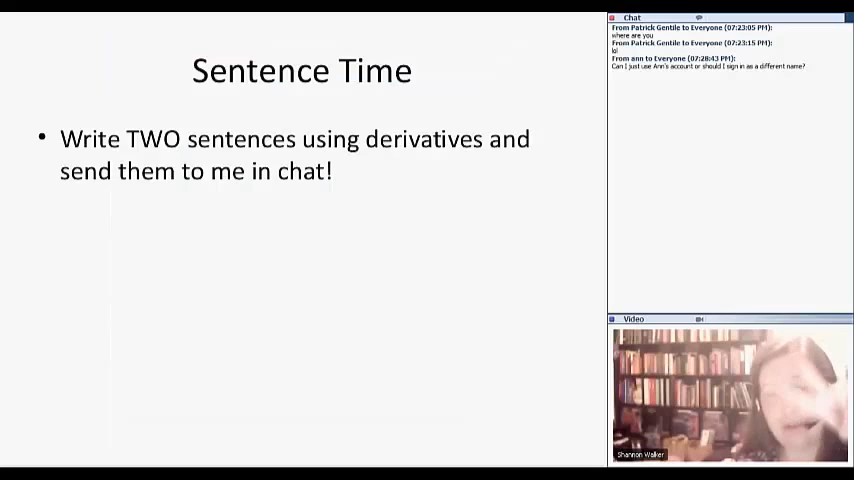 Sentence Time
• Write TWO sentences using derivatives and
send them to me in chat!
Chat
From Patrick Gentile to Everyone (07:23:05 PM):
where are you
From Patrick Gentile to Everyone (07:23:15 PM):
lol
From ann to Everyone (07:28:43 PM):
Can I just use Ann's account or should I sign in as a different name?
Video
Shannon Walker